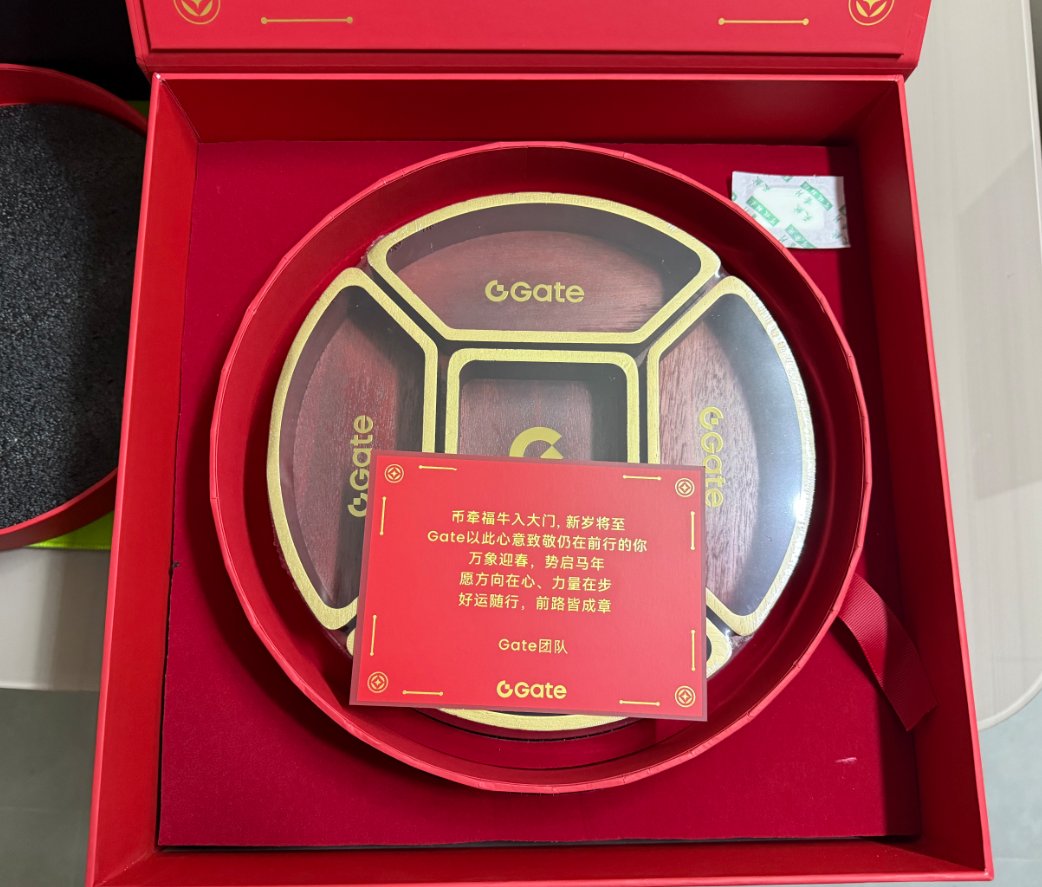 Gate
Gate
Gate
币牵福牛入大门, 新岁将至
Gate以此心意致敬仍在前行的你
万象迎春，势启马年
愿方向在心、力量在步
好运随行，前路皆成章
Gate团队
Gate